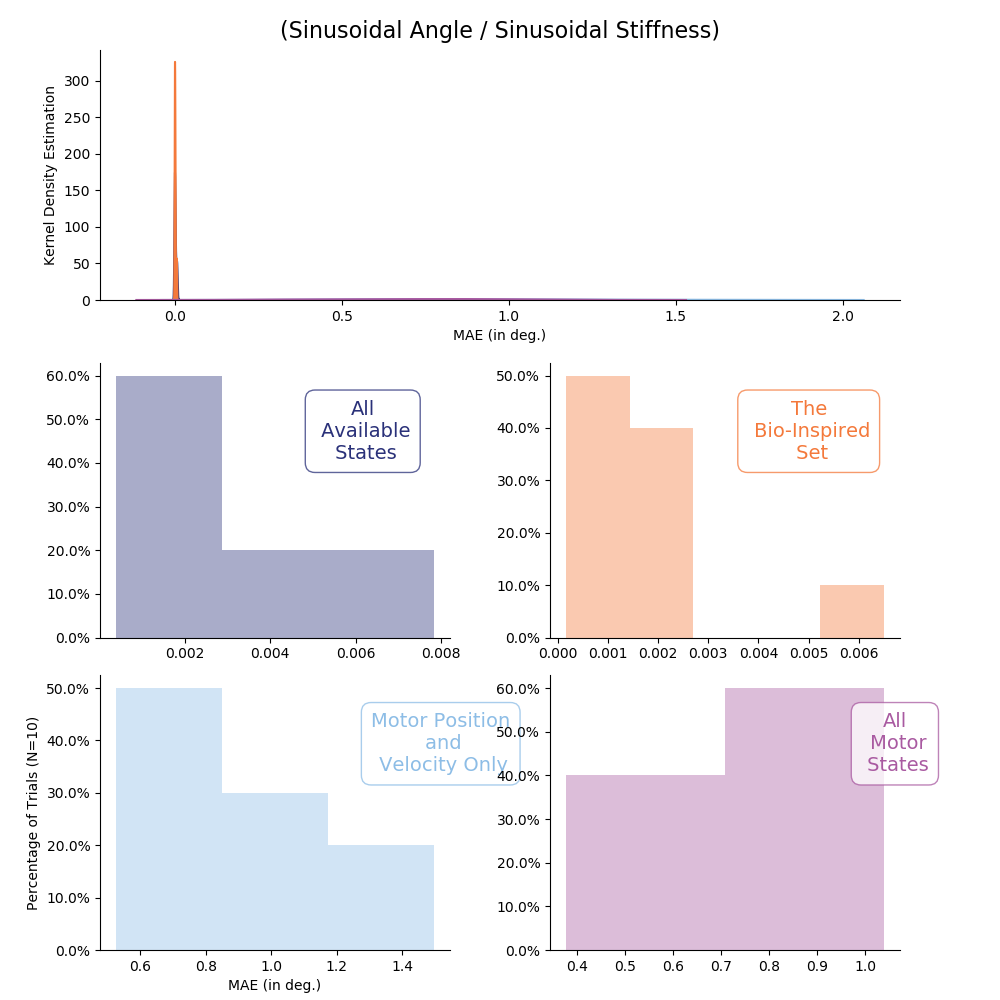 (Sinusoidal Angle / Sinusoidal Stiffness)
Kernel Density Estimation
300
250
200
150
100
50
0
0.0 0.5 1.0 1.5 2.0
MAE (in deg.)
60.0%
50.0%
40.0%
30.0%
20.0%
10.0%
0.0%
All
Available
States
0.002 0.004 0.006 0.008
50.0%
40.0%
30.0%
20.0%
10.0%
0.0%
The
Bio-Inspired
Set
0.000 0.001 0.002 0.003 0.004 0.005 0.006
Percentage of Trials (N=10)
50.0%
40.0%
30.0%
20.0%
10.0%
0.0%
Motor Position
and
Velocity Only
0.6 0.8 1.0 1.2 1.4
MAE (in deg.)
60.0%
50.0%
40.0%
30.0%
20.0%
10.0%
0.0%
All
Motor
States
0.4 0.5 0.6 0.7 0.8 0.9 1.0